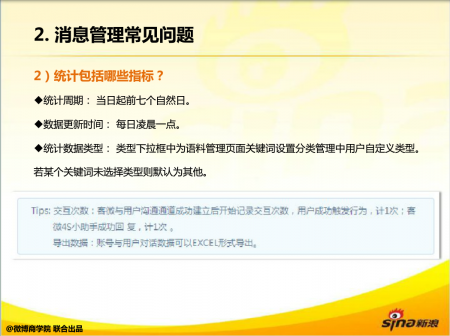 2. 消息管理常见问题
2）统计包括哪些指标？
◆统计周期： 当日起前七个自然日。
◆数据更新时间： 每日凌晨一点。
◆统计数据类型： 类型下拉框中为语料管理页面关键词设置分类管理中用户自定义类型。
若某个关键词未选择类型则默认为其他。
Tips: 交互次数：客微与用户沟通通道成功建立后开始记录交互次数，用户成功触发行为，计1次；客
微4S小助手成功回 复，计1次 。
导出数据：账号与用户对话数据可以EXCEL形式导出。
@微博商学院 联合出品
sina新浪